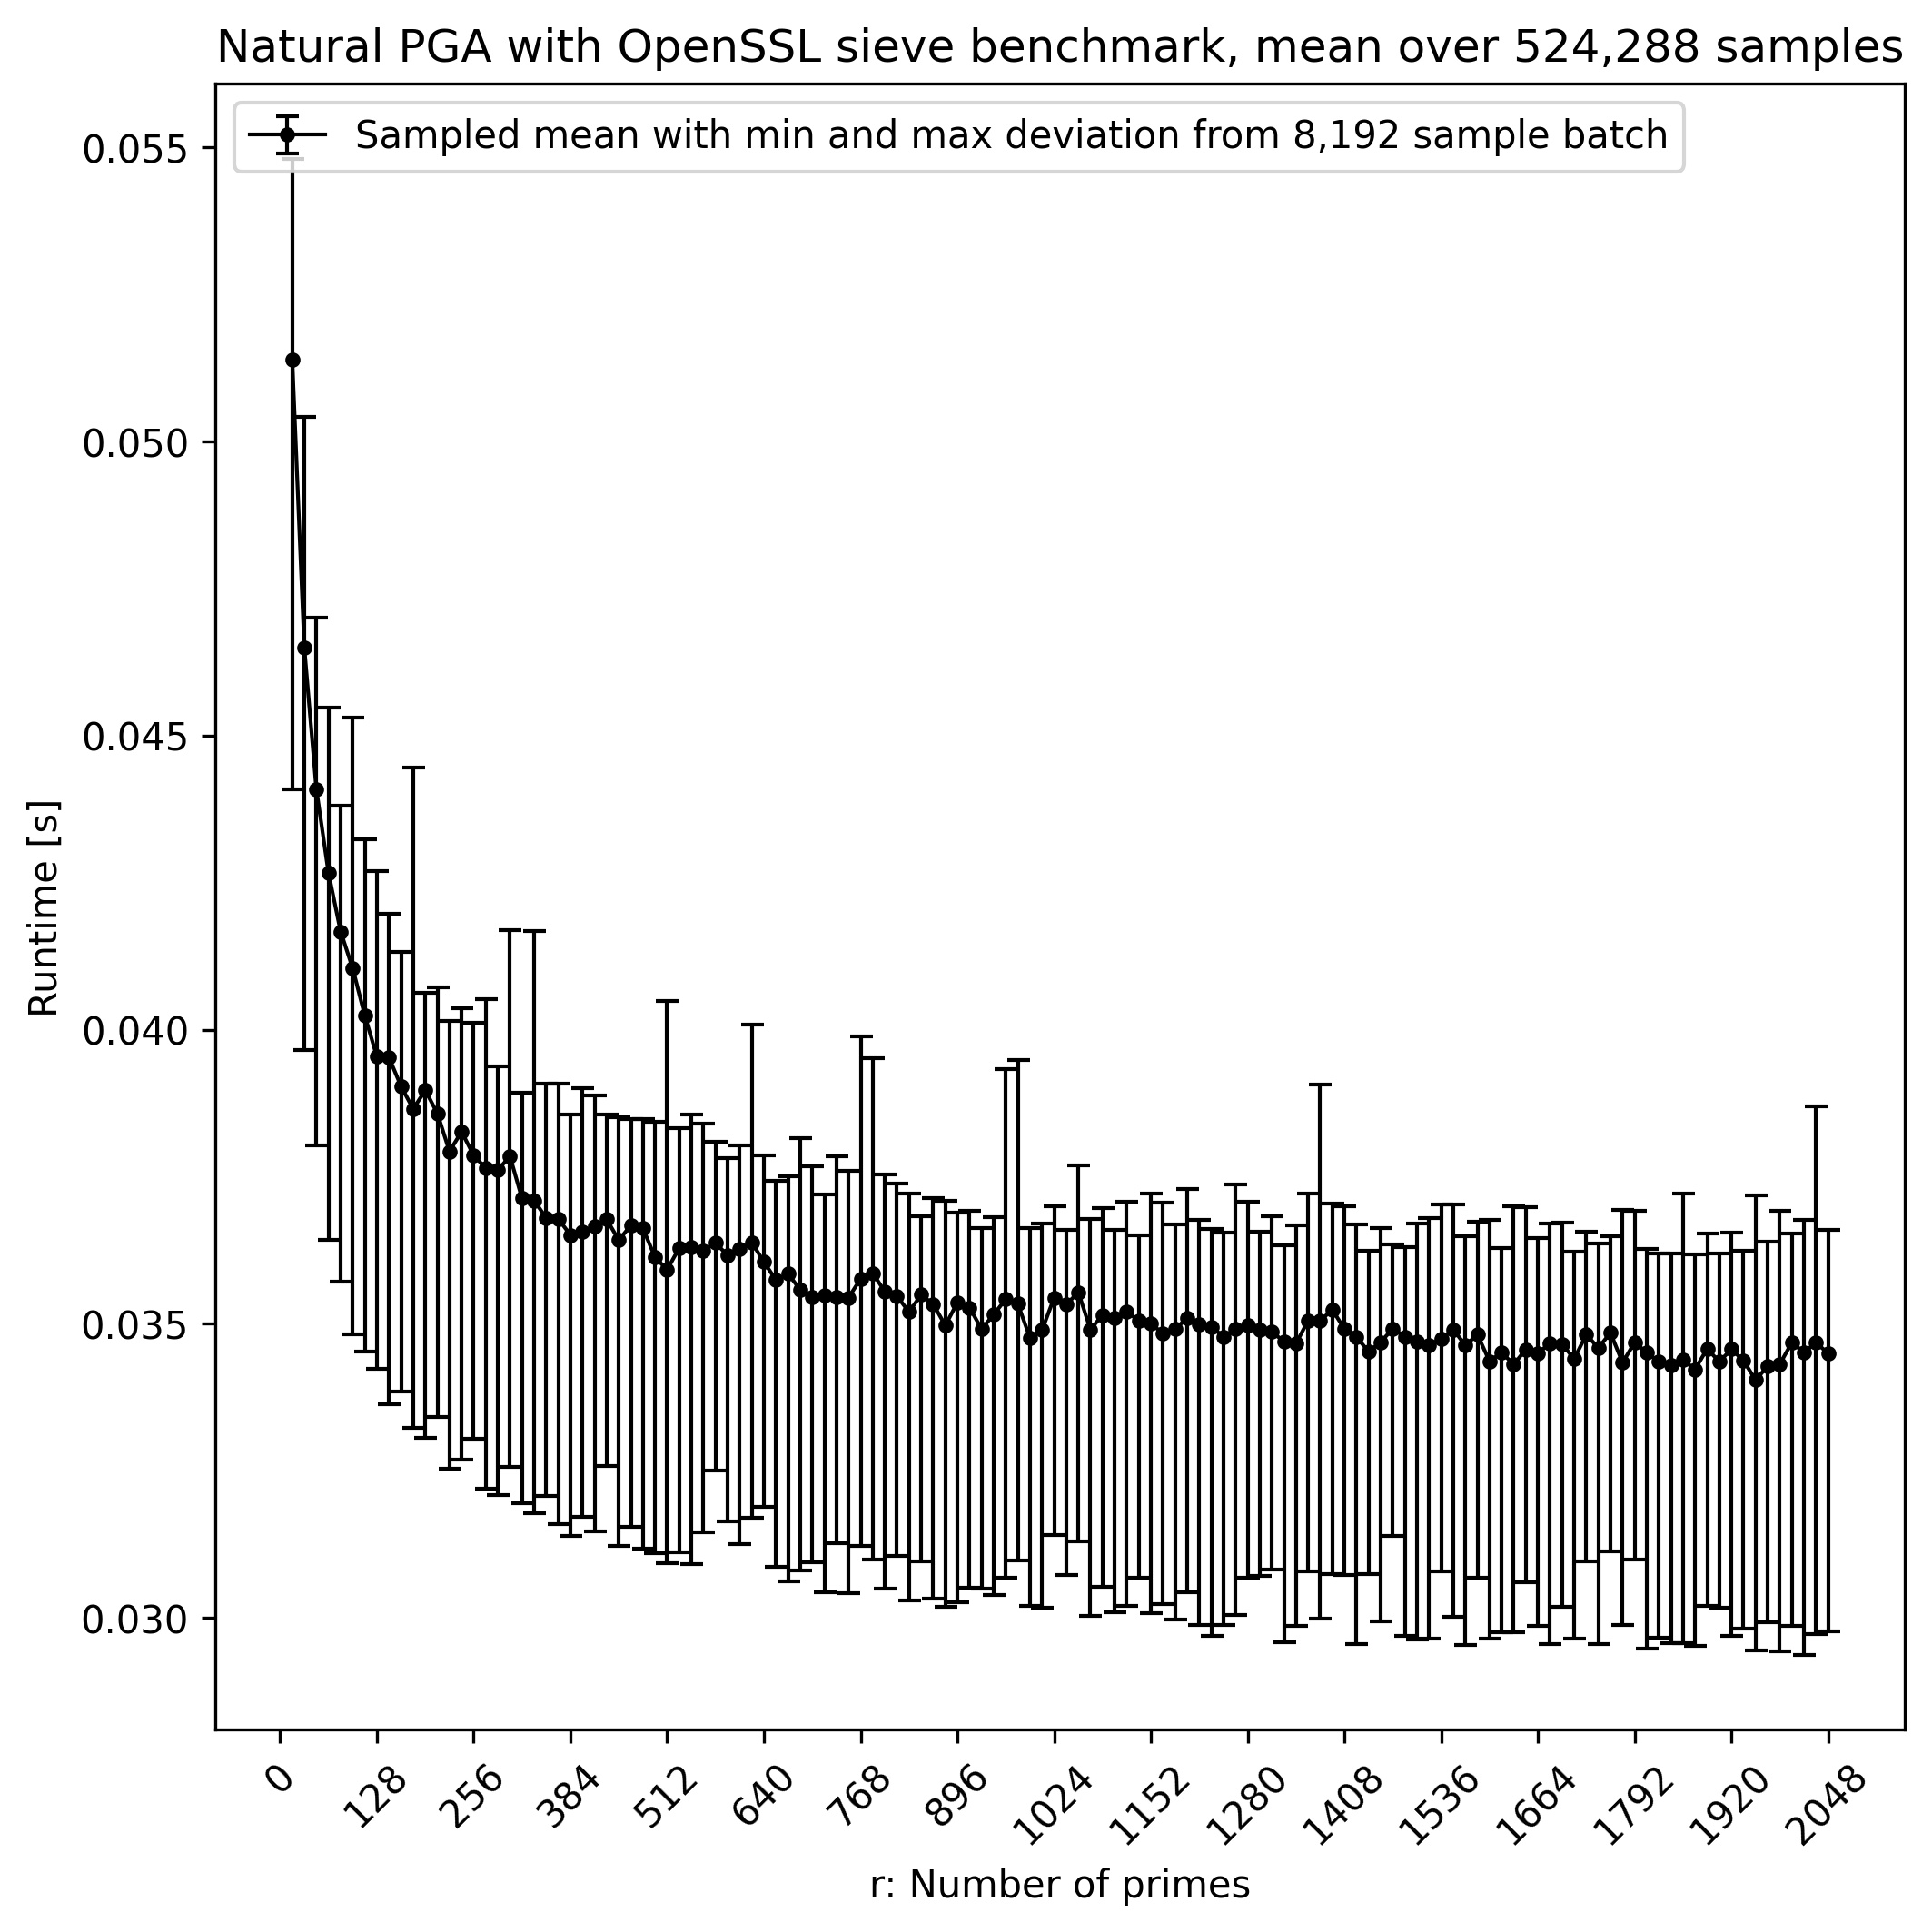 Natural PGA with OpenSSL sieve benchmark, mean over 524,288 samples
Sampled mean with min and max deviation from 8,192 sample batch
0.055
0.050
0.045
0.040
0.035
0.030
Runtime [s]
0 128 256 384 512 640 768 896 1024 1152 1280 1408 1536 1664 1792 1920 2048
r: Number of primes